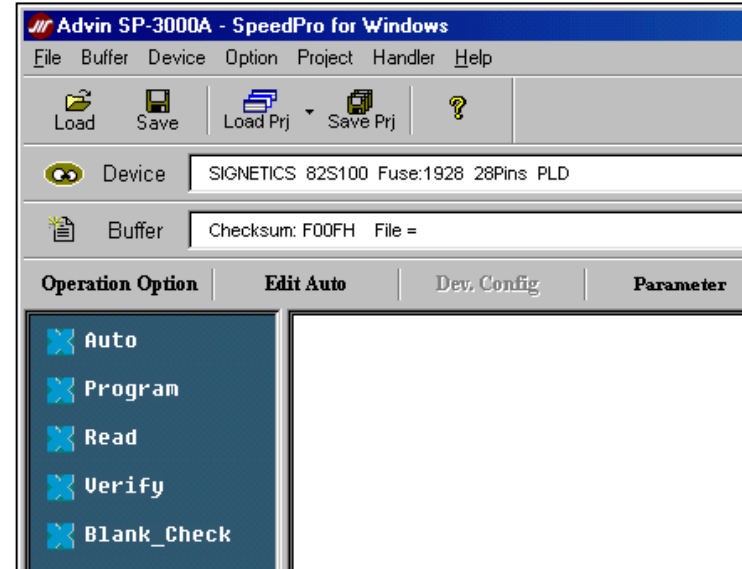 Advin SP-3000A - SpeedPro for Windows
File Buffer Device Option Project Handler Help
Load Save Load Prj Save Prj
Device SIGNETICS 82S100 Fuse:1928 28Pins PLD
Buffer Checksum: F00FH File =
Operation Option Edit Auto Dev. Config Parameter
Auto
Program
Read
Verify
Blank_Check